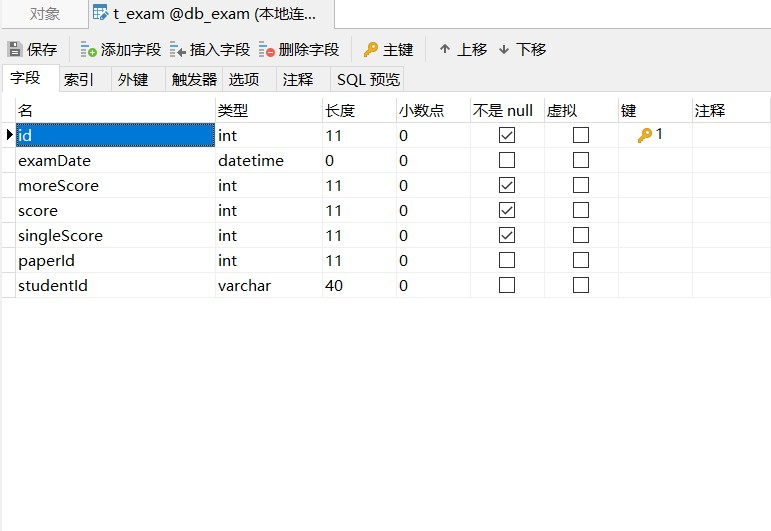 对象 t_exam @db_exam (本地连...
保存 添加字段 插入字段 删除字段 主键 上移 下移
字段 索引 外键 触发器 选项 注释 SQL 预览
名 类型 长度 小数点 不是 null 虚拟 键 注释
id int 11 0 1
examDate datetime 0 0
moreScore int 11 0
score int 11 0
singleScore int 11 0
paperId int 11 0
studentId varchar 40 0